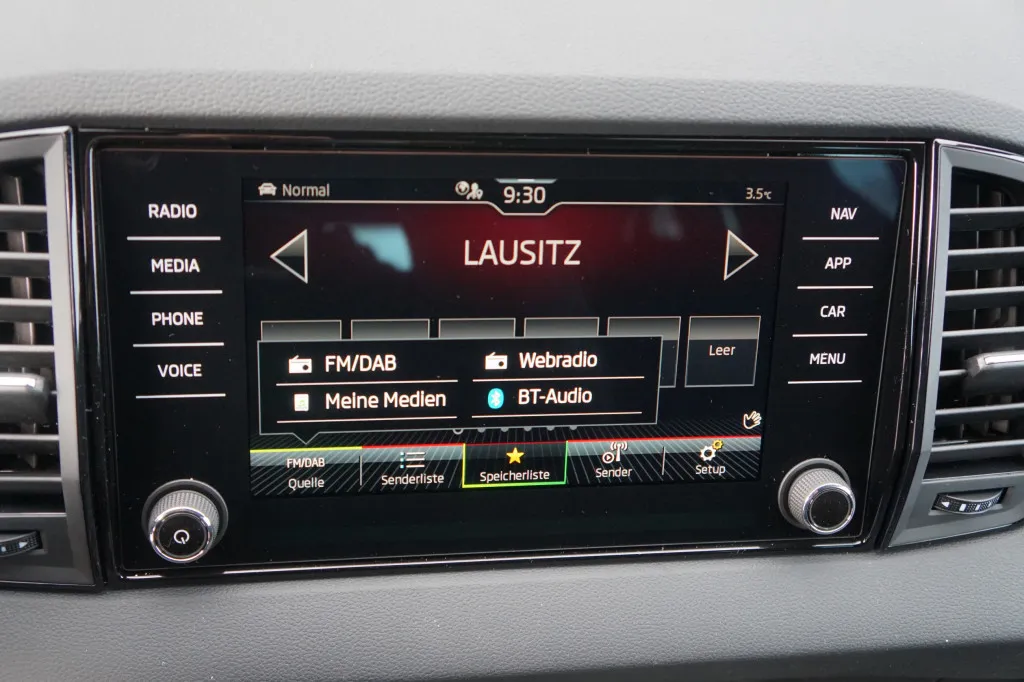 RADIO
MEDIA
PHONE
VOICE
Normal
9:30
3.5°C
LAUSITZ
Leer
FM/DAB
Webradio
Meine Medien
BT-Audio
FM/DAB
Quelle
Senderliste
Speicherliste
Sender
Setup
NAV
APP
CAR
MENU